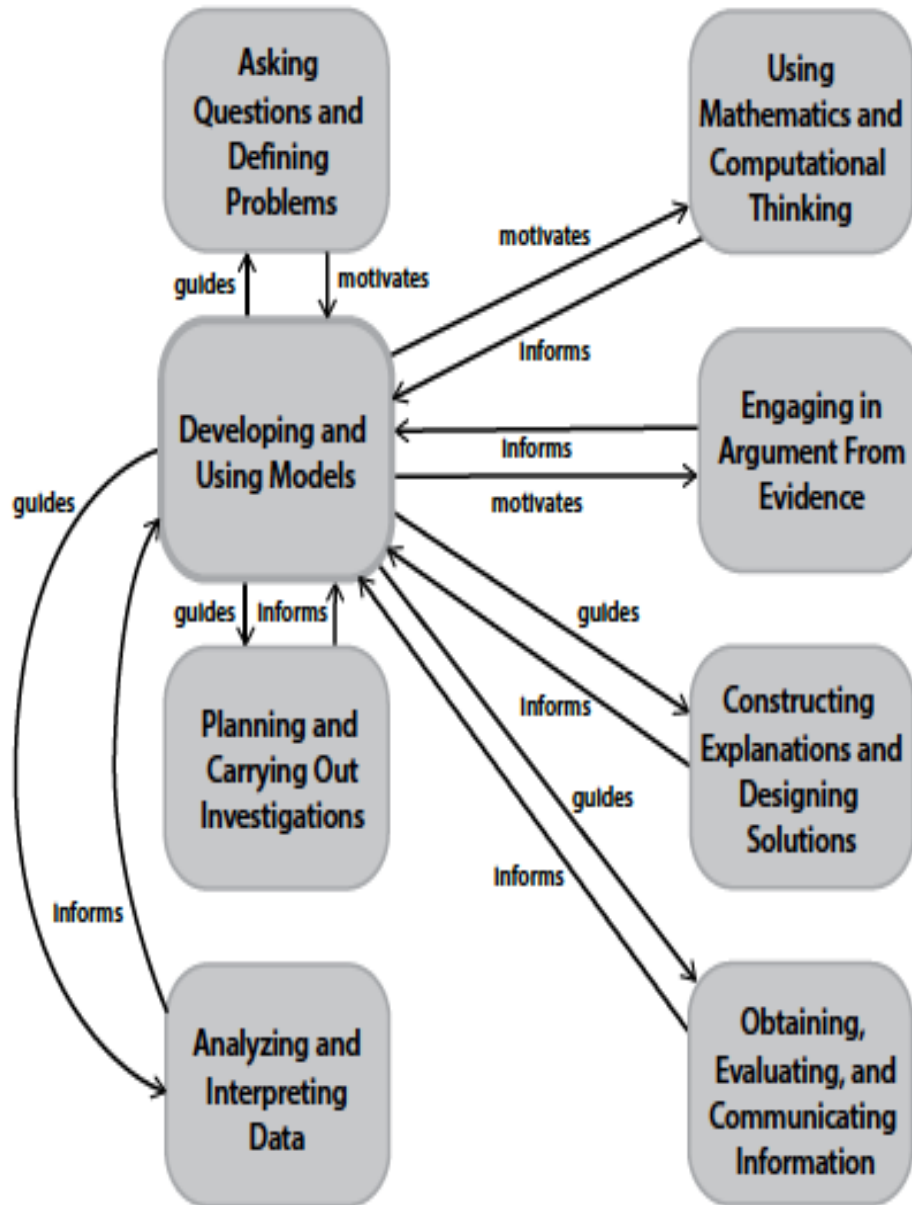 Asking
Questions and
Defining
Problems
Using
Mathematics and
Computational
Thinking
guides
motivates
motivates
informs
Developing and
Using Models
Engaging in
Argument From
Evidence
informs
motivates
guides
guides
informs
guides
informs
Planning and
Carrying Out
Investigations
Constructing
Explanations and
Designing
Solutions
guides
informs
informs
Analyzing and
Interpreting
Data
Obtaining,
Evaluating, and
Communicating
Information